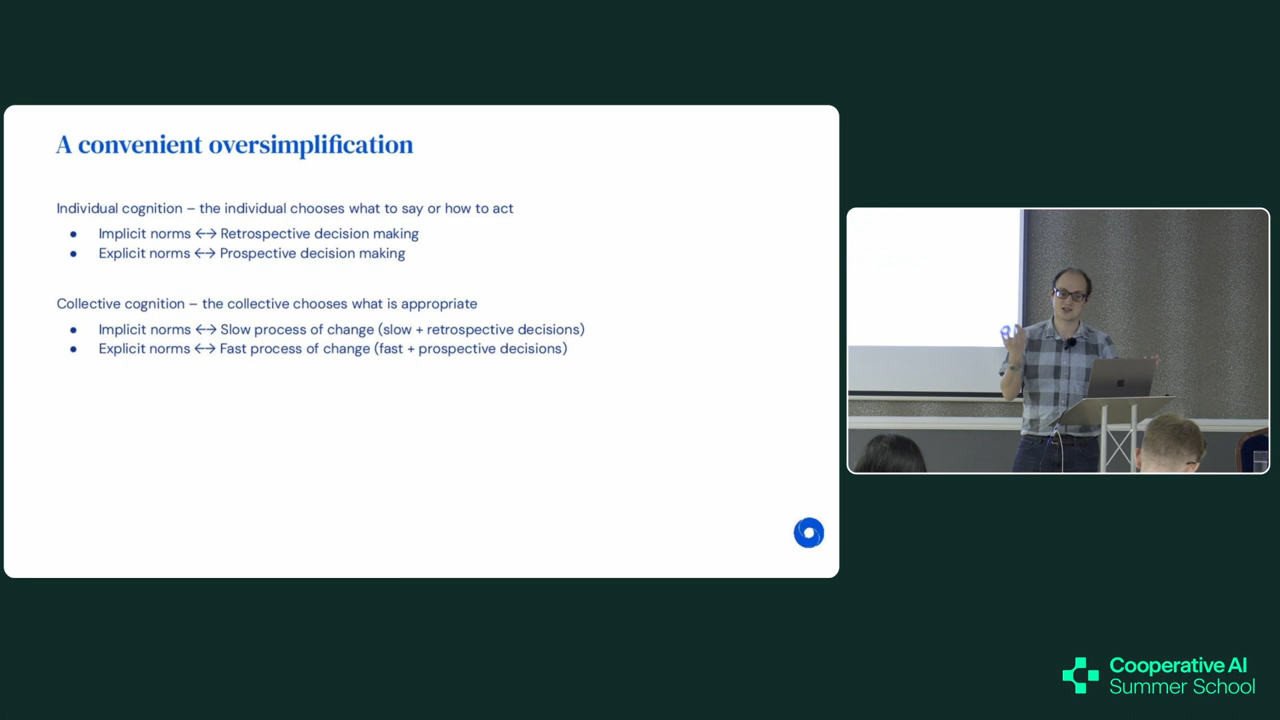 A convenient oversimplification
Individual cognition – the individual chooses what to say or how to act
● Implicit norms ←→ Retrospective decision making
● Explicit norms ←→ Prospective decision making
Collective cognition – the collective chooses what is appropriate
● Implicit norms ←→ Slow process of change (slow + retrospective decisions)
● Explicit norms ←→ Fast process of change (fast + prospective decisions)
Cooperative AI
Summer School